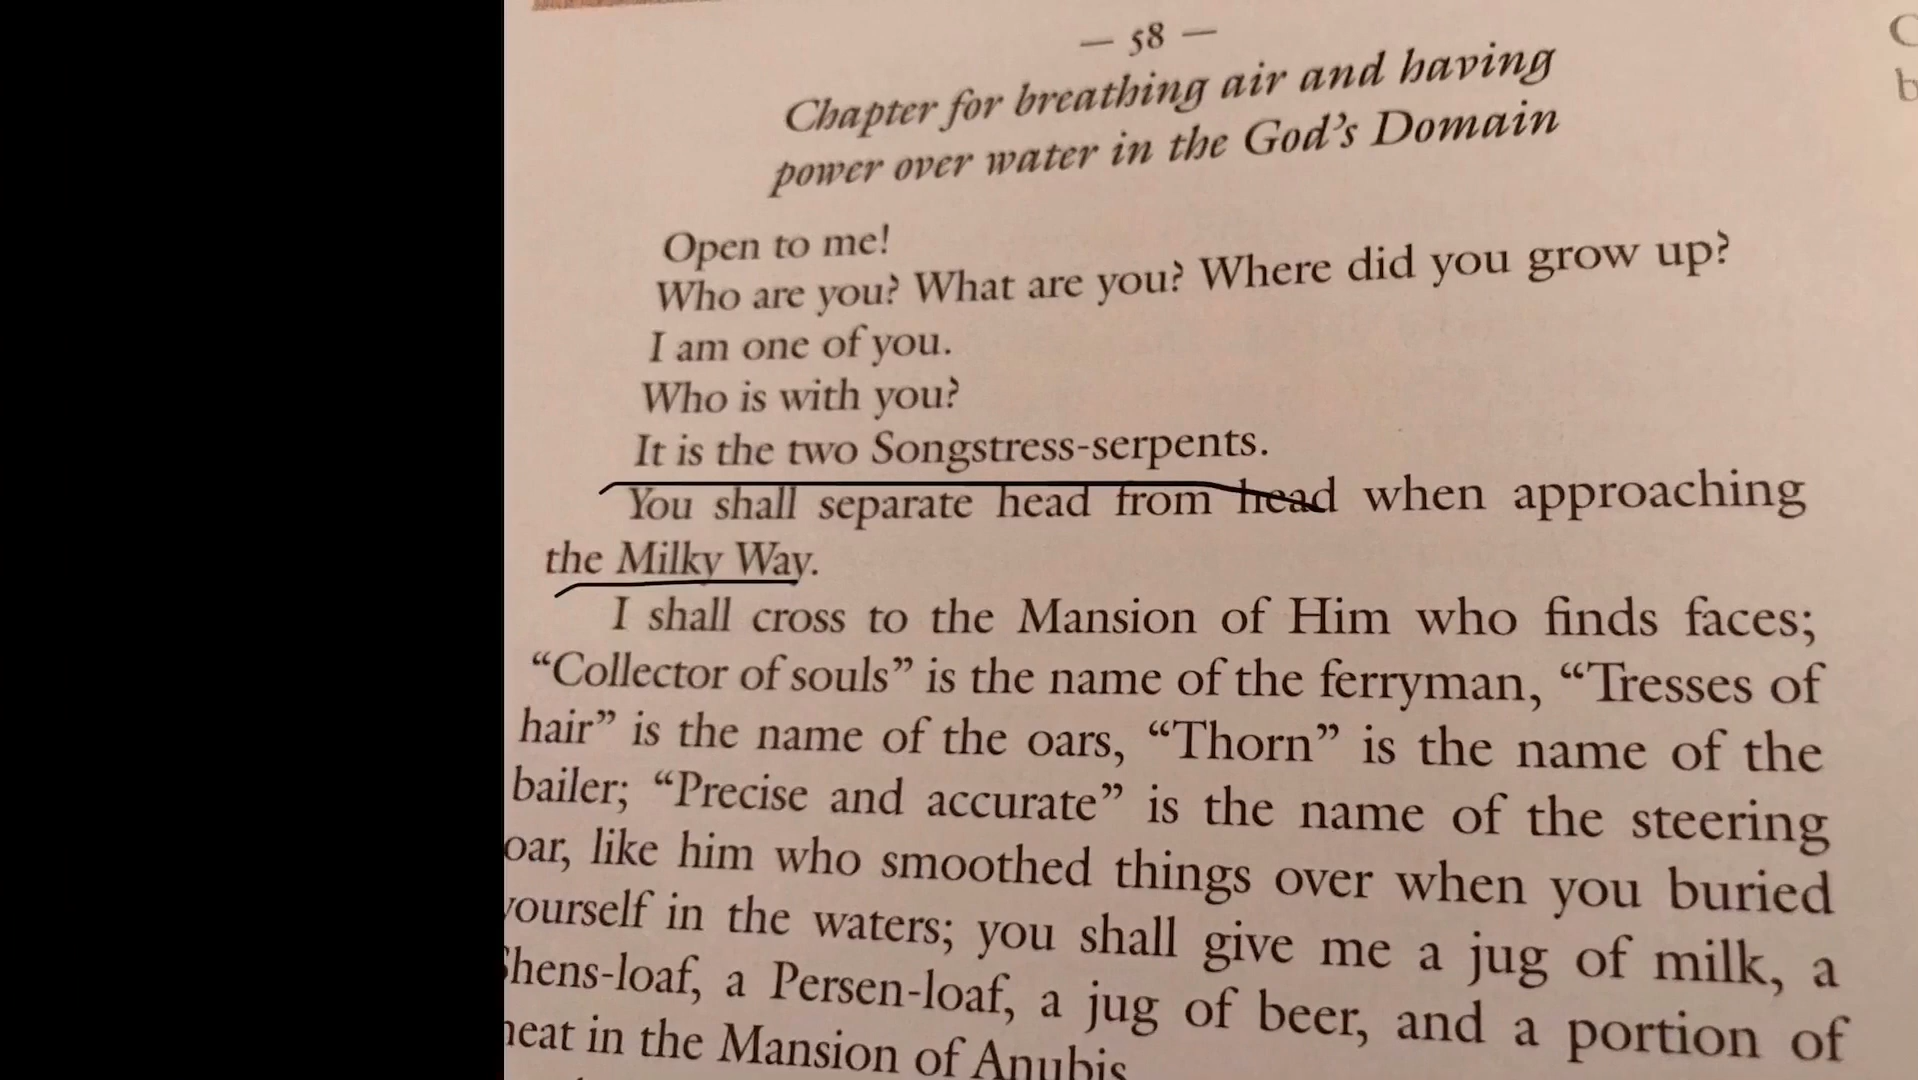 — 58 —
Chapter for breathing air and having
power over water in the God's Domain
Open to me!
Who are you? What are you? Where did you grow up?
I am one of you.
Who is with you?
It is the two Songstress-serpents.
You shall separate head from head when approaching
the Milky Way.
I shall cross to the Mansion of Him who finds faces;
“Collector of souls” is the name of the ferryman, “Tresses of
hair” is the name of the oars, “Thorn” is the name of the
bailer; “Precise and accurate” is the name of the steering
oar, like him who smoothed things over when you buried
yourself in the waters; you shall give me a jug of milk, a
Shens-loaf, a Persen-loaf, a jug of beer, and a portion of
in the Mansion of Anubis